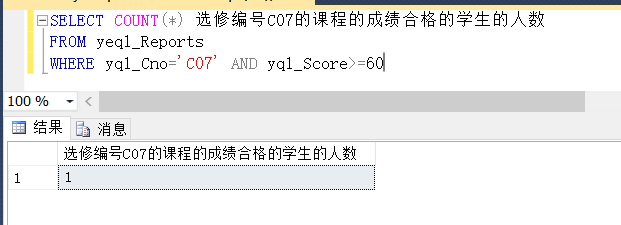 SELECT COUNT(*) 选修编号C07的课程的成绩合格的学生的人数
FROM yeql_Reports
WHERE yql_Cno='C07' AND yql_Score>=60
100 %
结果 消息
选修编号C07的课程的成绩合格的学生的人数
1 1